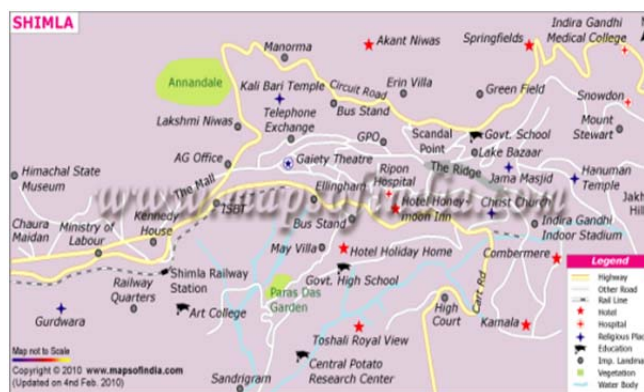 SHIMLA
Indira Gandhi
Medical College
Manorma
Akant Niwas
Springfields
Annandale
Kali Bari Temple
Circuit Road
Erin Villa
Green Field
Snowdon
Telephone
Exchange
Bus Stand
Lakshmi Niwas
GPO
Scandal
Point
Govt. School
Mount
Stewart
AG Office
Gaiety Theatre
Lake Bazaar
Himachal State
Museum
The Mall
Ripon
Hospital
The Ridge
Jama Masjid
Hanuman
Temple
www.mapsofindia.com
Ellingham
ISBT
Hotel Honey-
moon Inn
Christ Church
Chaura
Maidan
Ministry of
Labour
Kennedy
House
Bus Stand
Indira Gandhi
Indoor Stadium
May Villa
Hotel Holiday Home
Combermere
Shimla Railway
Station
Govt. High School
Cart Rd
Railway
Quarters
Paras Das
Garden
Gurdwara
Art College
High
Court
Kamala
Toshali Royal View
Map not to Scale
Central Potato
Research Center
Sandrigram
Copyright © 2010 www.mapsofindia.com
(Updated on 4nd Feb. 2010)
Legend
Highway
Other Road
Rail Line
Hotel
Hospital
Religious Plac
Education
Imp. Landma
Vegetation
Water Body